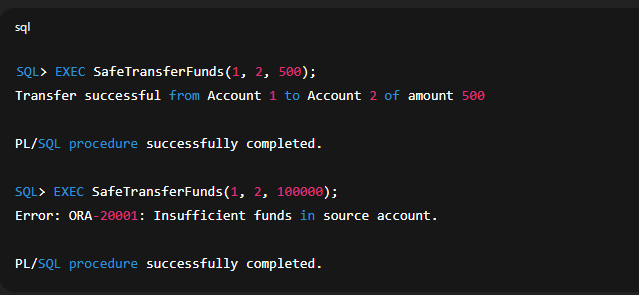 sql
SQL> EXEC SafeTransferFunds(1, 2, 500);
Transfer successful from Account 1 to Account 2 of amount 500
PL/SQL procedure successfully completed.
SQL> EXEC SafeTransferFunds(1, 2, 100000);
Error: ORA-20001: Insufficient funds in source account.
PL/SQL procedure successfully completed.